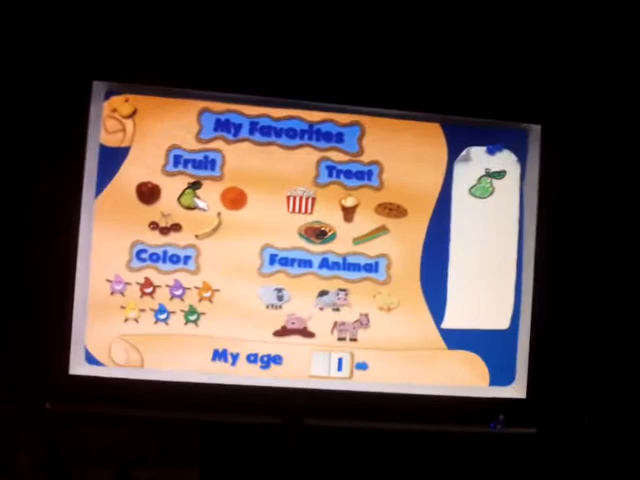 My Favorites
Fruit
Treat
Color
Farm Animal
My age 1